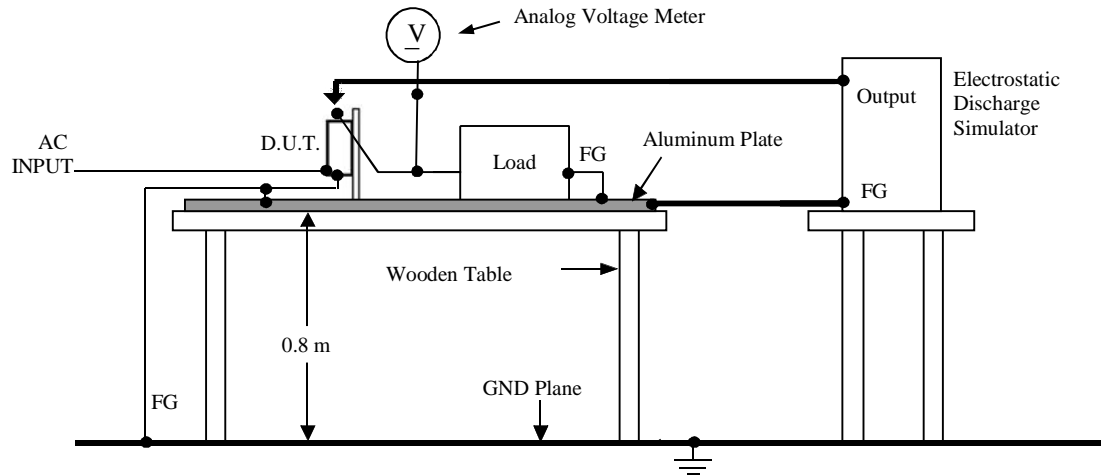 Analog Voltage Meter
V
Output
Electrostatic
Discharge
Simulator
AC
INPUT
D.U.T.
Load
FG
Aluminum Plate
FG
Wooden Table
0.8 m
GND Plane
FG